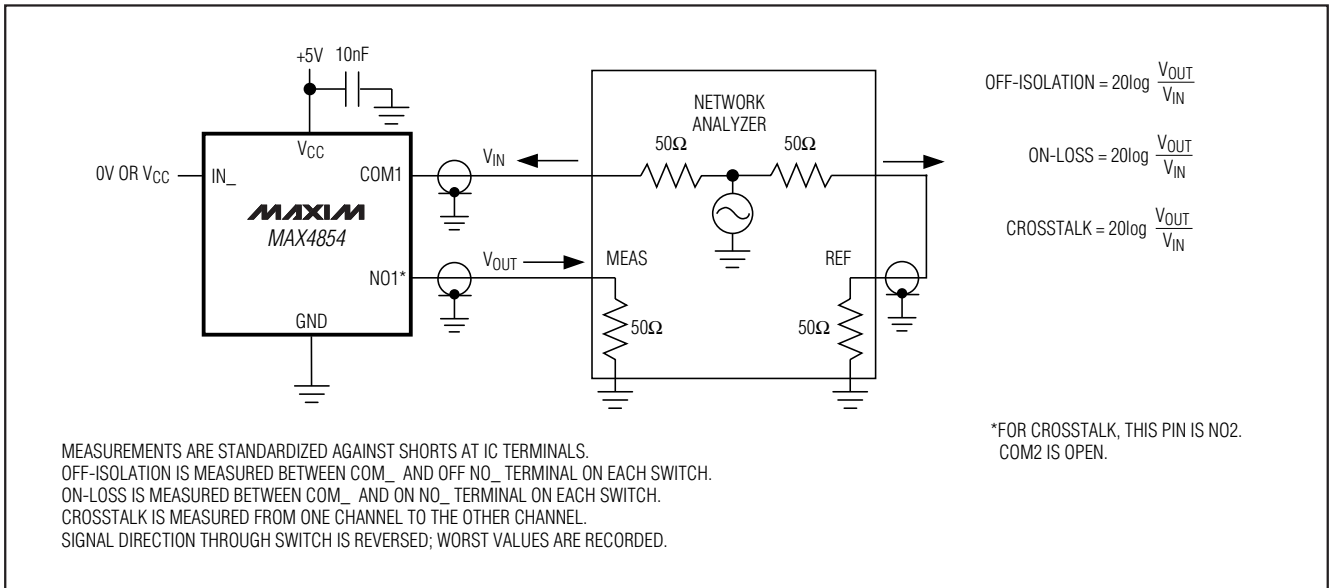 +5V 10nF
VCC
0V OR VCC
IN_
COM1
MAXIM
MAX4854
NO1*
GND
VIN
VOUT
NETWORK
ANALYZER
50Ω 50Ω
MEAS REF
50Ω 50Ω
OFF-ISOLATION = 20log VOUT
VIN
ON-LOSS = 20log VOUT
VIN
CROSSTALK = 20log VOUT
VIN
*FOR CROSSTALK, THIS PIN IS NO2.
COM2 IS OPEN.
MEASUREMENTS ARE STANDARDIZED AGAINST SHORTS AT IC TERMINALS.
OFF-ISOLATION IS MEASURED BETWEEN COM_ AND OFF NO_ TERMINAL ON EACH SWITCH.
ON-LOSS IS MEASURED BETWEEN COM_ AND ON NO_ TERMINAL ON EACH SWITCH.
CROSSTALK IS MEASURED FROM ONE CHANNEL TO THE OTHER CHANNEL.
SIGNAL DIRECTION THROUGH SWITCH IS REVERSED; WORST VALUES ARE RECORDED.